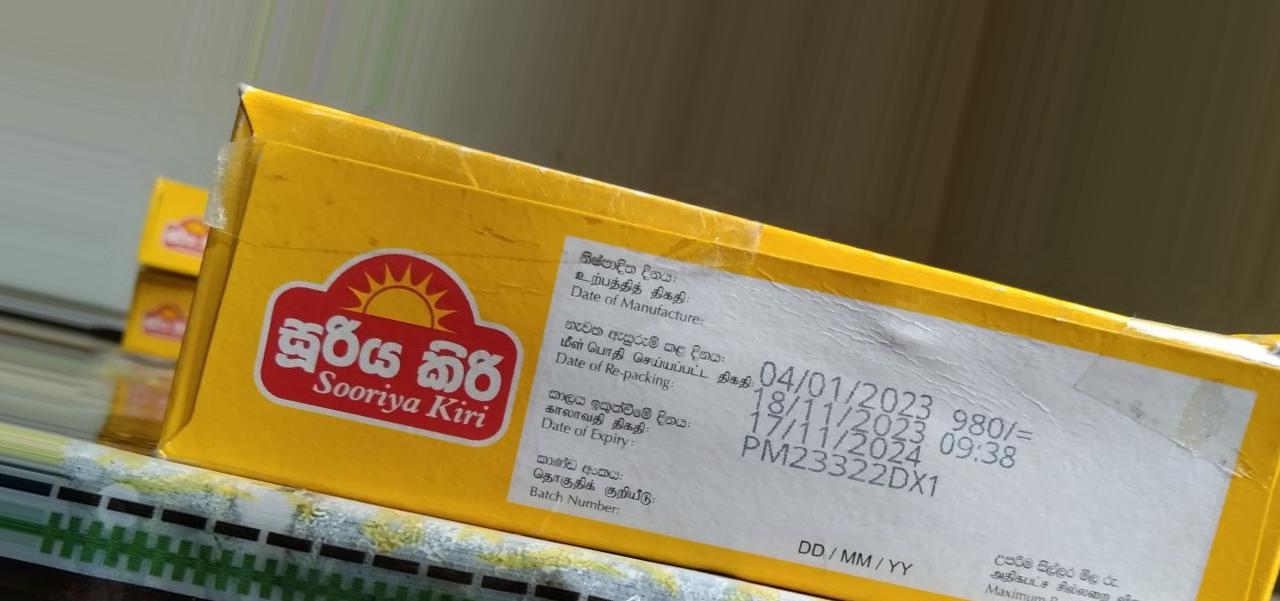 සූරිය කිරි
Sooriya Kiri
නිෂ්පාදිත දිනය:
உற்பத்தித் திகதி:
Date of Manufacture:
නැවත ඇසුරුම් කළ දිනය:
மீள் பொதி செய்யப்பட்ட திகதி:
Date of Re-packing:
කාලය ඉකුත්වීමේ දිනය:
காலாவதி திகதி:
Date of Expiry:
කාණ්ඩ අංකය:
தொகுதிக் குறியீடு:
Batch Number:
04/01/2023 980/=
18/11/2023 09:38
17/11/2024
PM23322DX1
DD / MM / YY
උපරිම සිල්ලර මිල රු.
அதிகபட்ச சில்லறை
Maximum